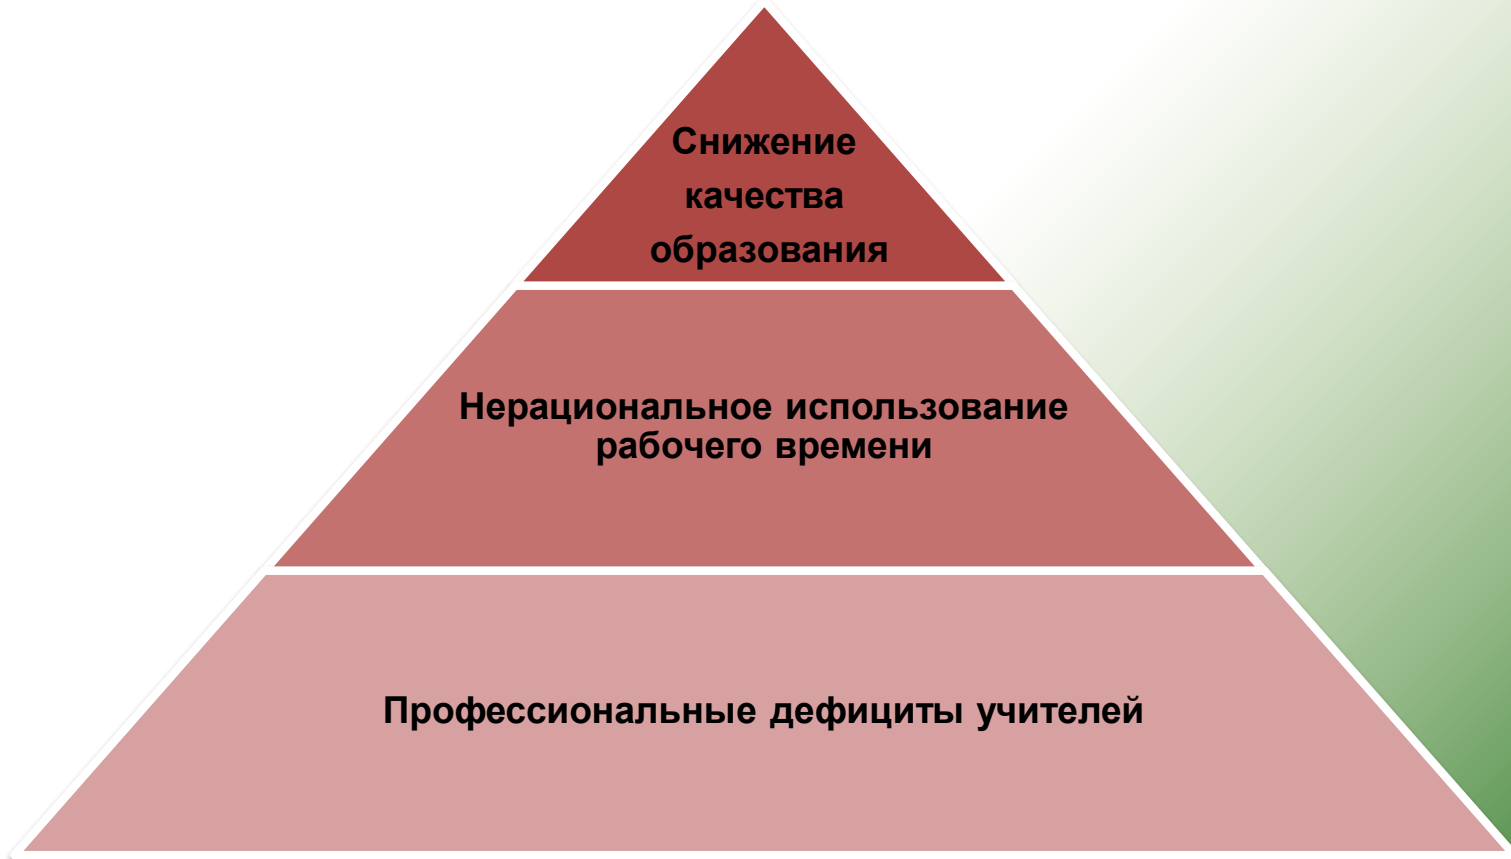 Снижение
качества
образования
Нерациональное использование
рабочего времени
Профессиональные дефициты учителей